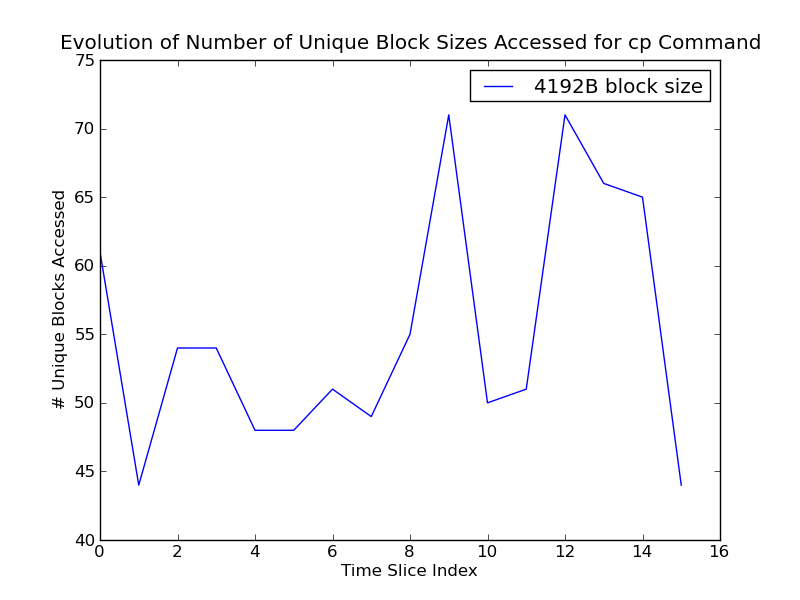 Evolution of Number of Unique Block Sizes Accessed for cp Command
4192B block size
# Unique Blocks Accessed
75
70
65
60
55
50
45
40
0 2 4 6 8 10 12 14 16
Time Slice Index